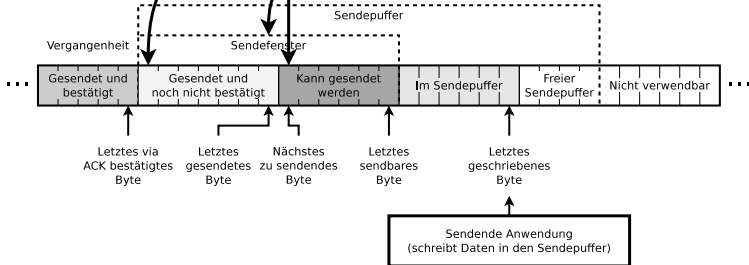 Sendepuffer
Vergangenheit
Sendefenster
Gesendet und
bestätigt
Gesendet und
noch nicht bestätigt
Kann gesendet
werden
Im Sendepuffer
Freier
Sendepuffer
Nicht verwendbar
Letztes via
ACK bestätigtes
Byte
Letztes
gesendetes
Byte
Nächstes
zu sendendes
Byte
Letztes
sendbares
Byte
Letztes
geschriebenes
Byte
Sendende Anwendung
(schreibt Daten in den Sendepuffer)